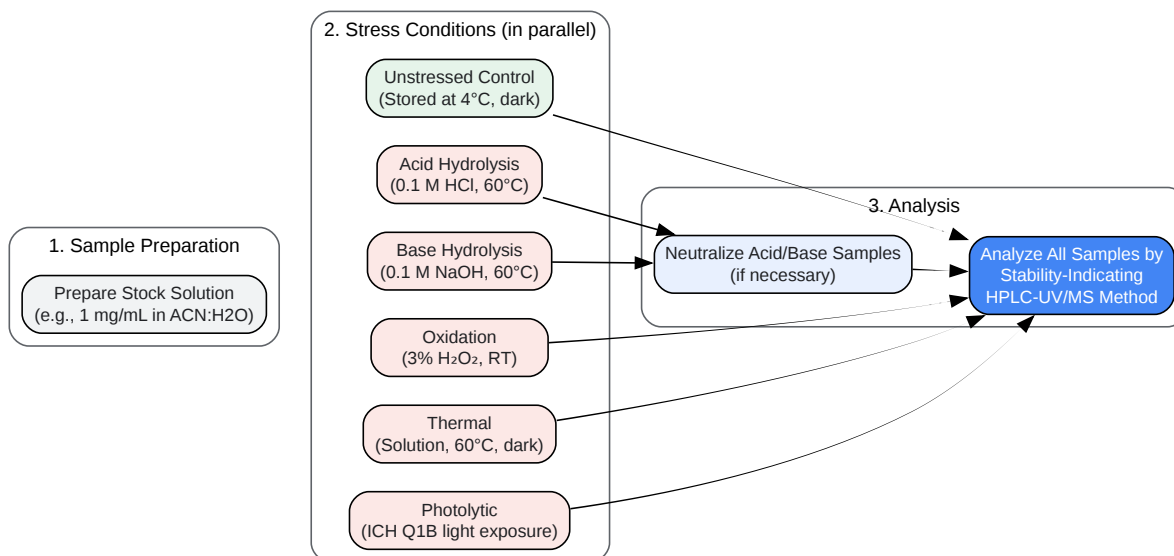 1. Sample Preparation
Prepare Stock Solution
(e.g., 1 mg/mL in ACN:H2O)
2. Stress Conditions (in parallel)
Unstressed Control
(Stored at 4°C, dark)
Acid Hydrolysis
(0.1 M HCl, 60°C)
Base Hydrolysis
(0.1 M NaOH, 60°C)
Oxidation
(3% H₂O₂, RT)
Thermal
(Solution, 60°C, dark)
Photolytic
(ICH Q1B light exposure)
3. Analysis
Neutralize Acid/Base Samples
(if necessary)
Analyze All Samples by
Stability-Indicating
HPLC-UV/MS Method